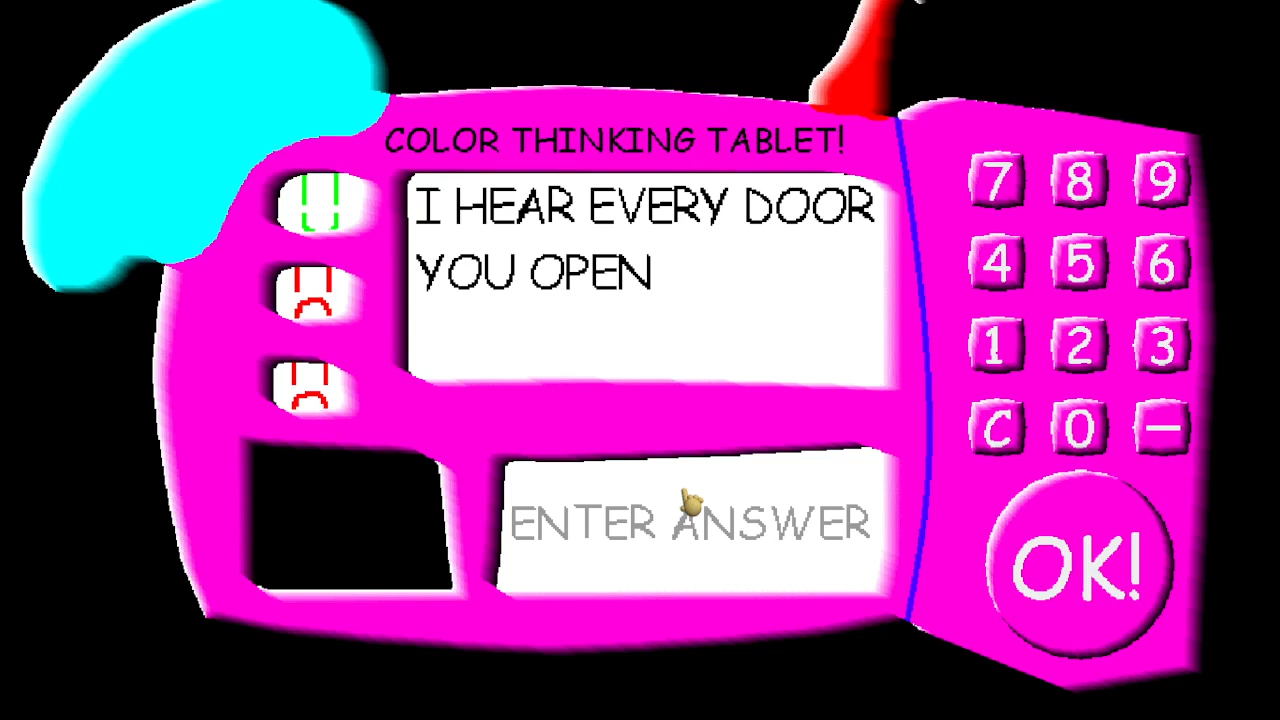 COLOR THINKING TABLET!
I HEAR EVERY DOOR
YOU OPEN
ENTER ANSWER
7 8 9
4 5 6
1 2 3
C 0 —
OK!